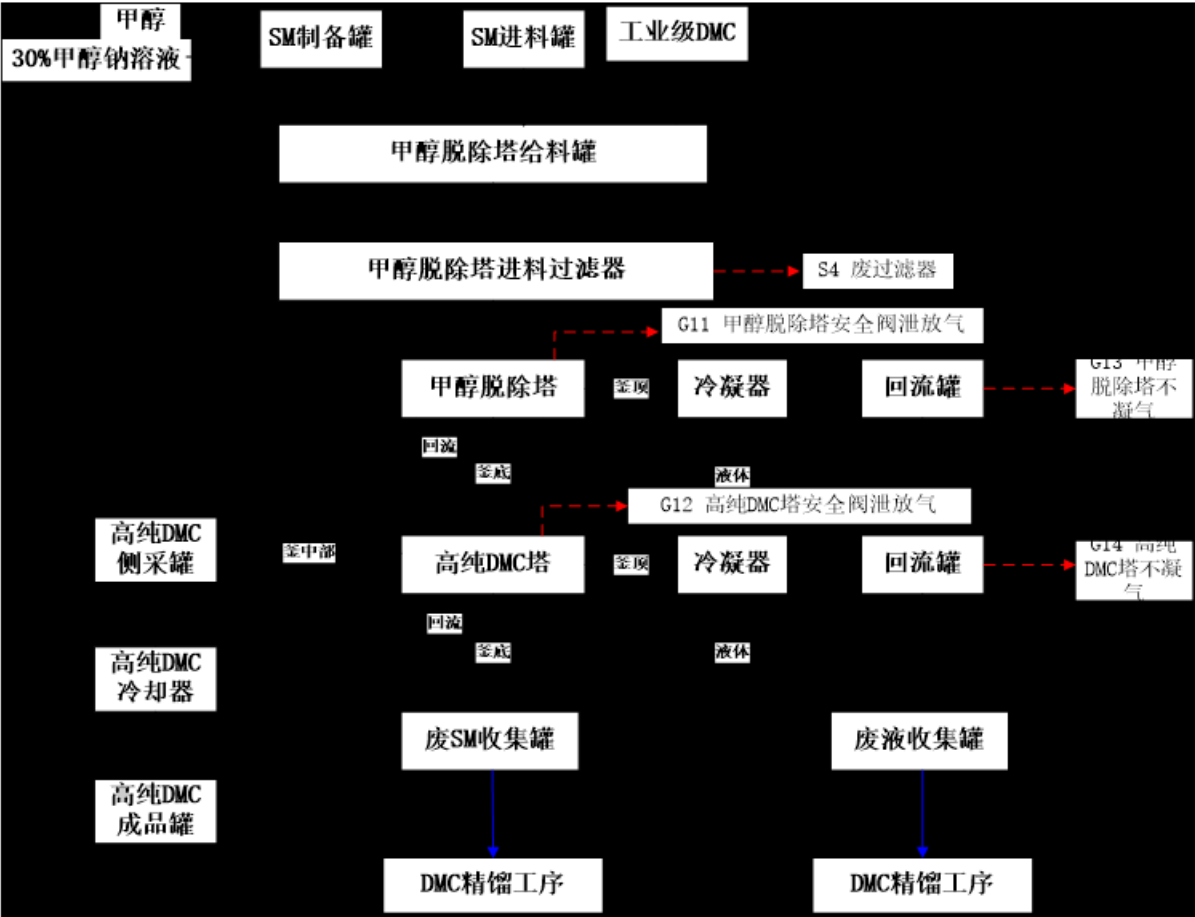 甲醇
30%甲醇钠溶液
SM制备罐
SM进料罐
工业级DMC
甲醇脱除塔给料罐
甲醇脱除塔进料过滤器
S4 废过滤器
G11 甲醇脱除塔安全阀泄放气
甲醇脱除塔
釜顶
冷凝器
回流罐
G13 甲醇
脱除塔不
凝气
回流
釜底
液体
G12 高纯DMC塔安全阀泄放气
高纯DMC
侧采罐
釜中部
高纯DMC塔
釜顶
冷凝器
回流罐
G14 高纯
DMC塔不凝
气
回流
釜底
液体
高纯DMC
冷却器
废SM收集罐
废液收集罐
高纯DMC
成品罐
DMC精馏工序
DMC精馏工序